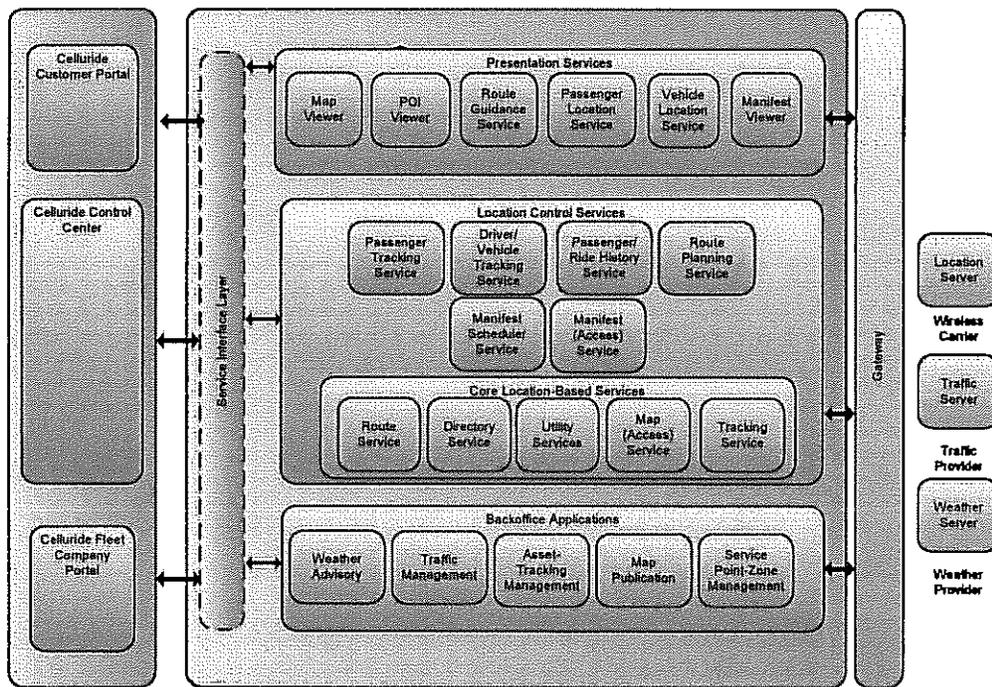 Celluride
Customer Portal
Celluride Control
Center
Celluride Fleet
Company
Portal
Service Interface Layer
Presentation Services
Map
Viewer
POI
Viewer
Route
Guidance
Service
Passenger
Location
Service
Vehicle
Location
Service
Manifest
Viewer
Location Control Services
Passenger
Tracking
Service
Driver/
Vehicle
Tracking
Service
Passenger/
Ride History
Service
Route
Planning
Service
Manifest
Scheduler
Service
Manifest
(Access)
Service
Core Location-Based Services
Route
Service
Directory
Service
Utility
Services
Map
(Access)
Service
Tracking
Service
Backoffice Applications
Weather
Advisory
Traffic
Management
Asset-
Tracking
Management
Map
Publication
Service
Point-Zone
Management
Gateway
Location
Server
Wireless
Carrier
Traffic
Server
Traffic
Provider
Weather
Server
Weather
Provider